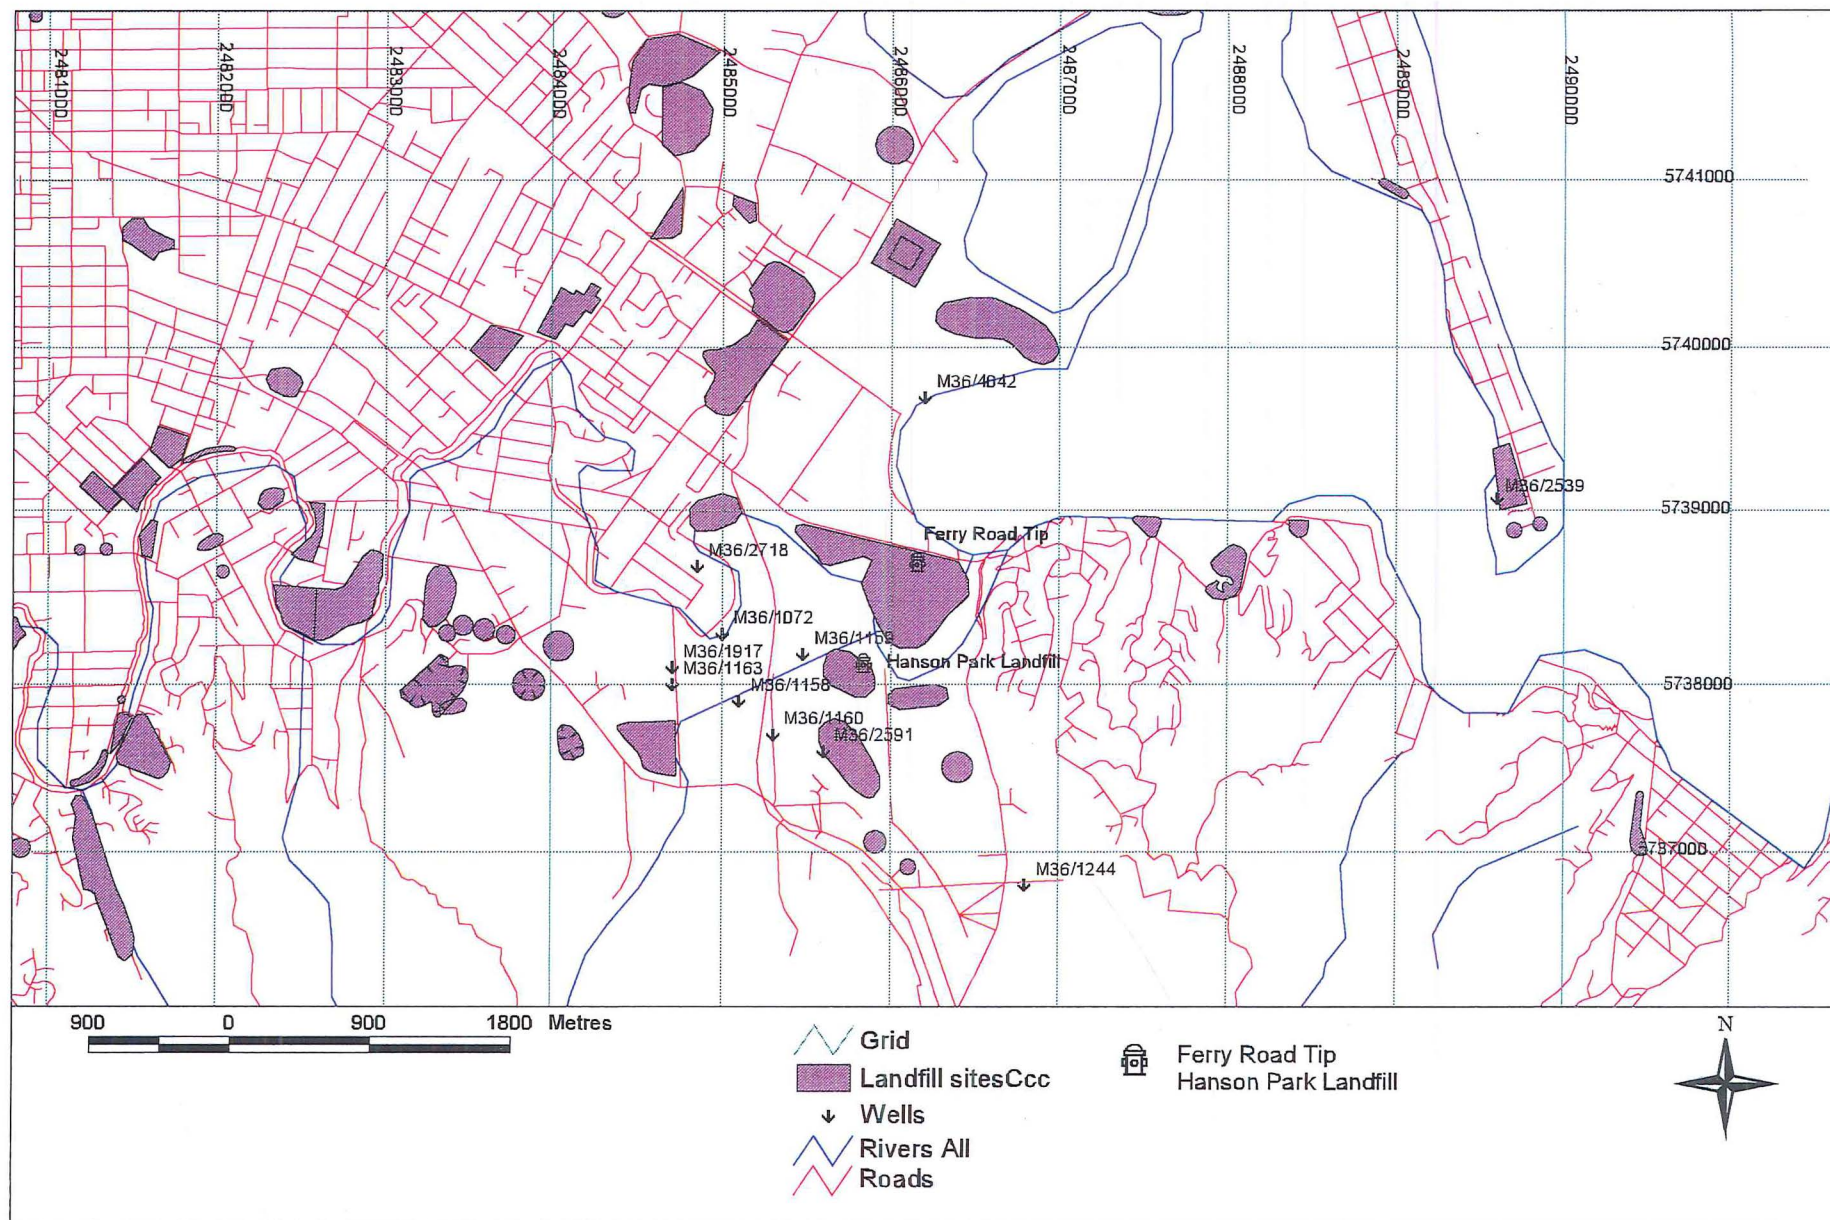 2481000
2482000
2483000
2484000
2485000
2486000
2487000
2488000
2489000
2490000
5741000
5740000
M36/4842
M36/2539
5739000
Ferry Road Tip
M36/2718
M36/1072
M36/1159
M36/1917
M36/1163
Hanson Park Landfill
M36/1158
5738000
M36/1160
M36/2591
5737000
M36/1244
900 0 900 1800 Metres
N
Grid
Landfill sitesCcc
Wells
Rivers All
Roads
Ferry Road Tip
Hanson Park Landfill